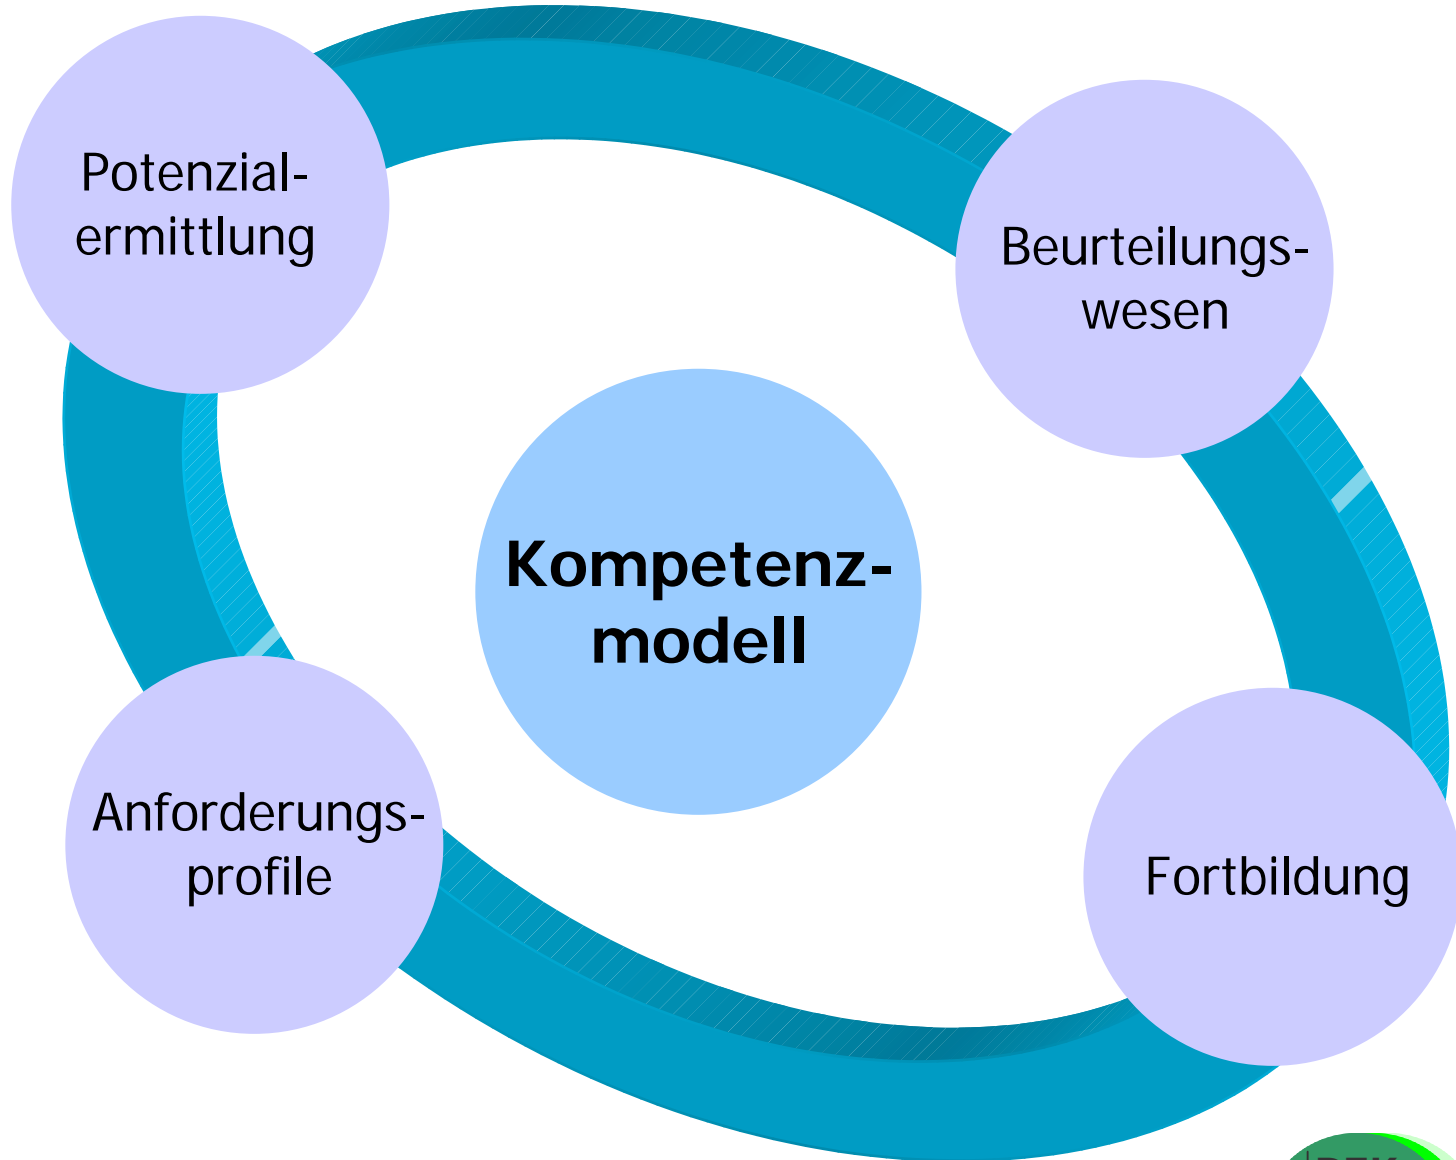 Potenzial-
ermittlung
Beurteilungs-
wesen
Kompetenz-
modell
Anforderungs-
profile
Fortbildung